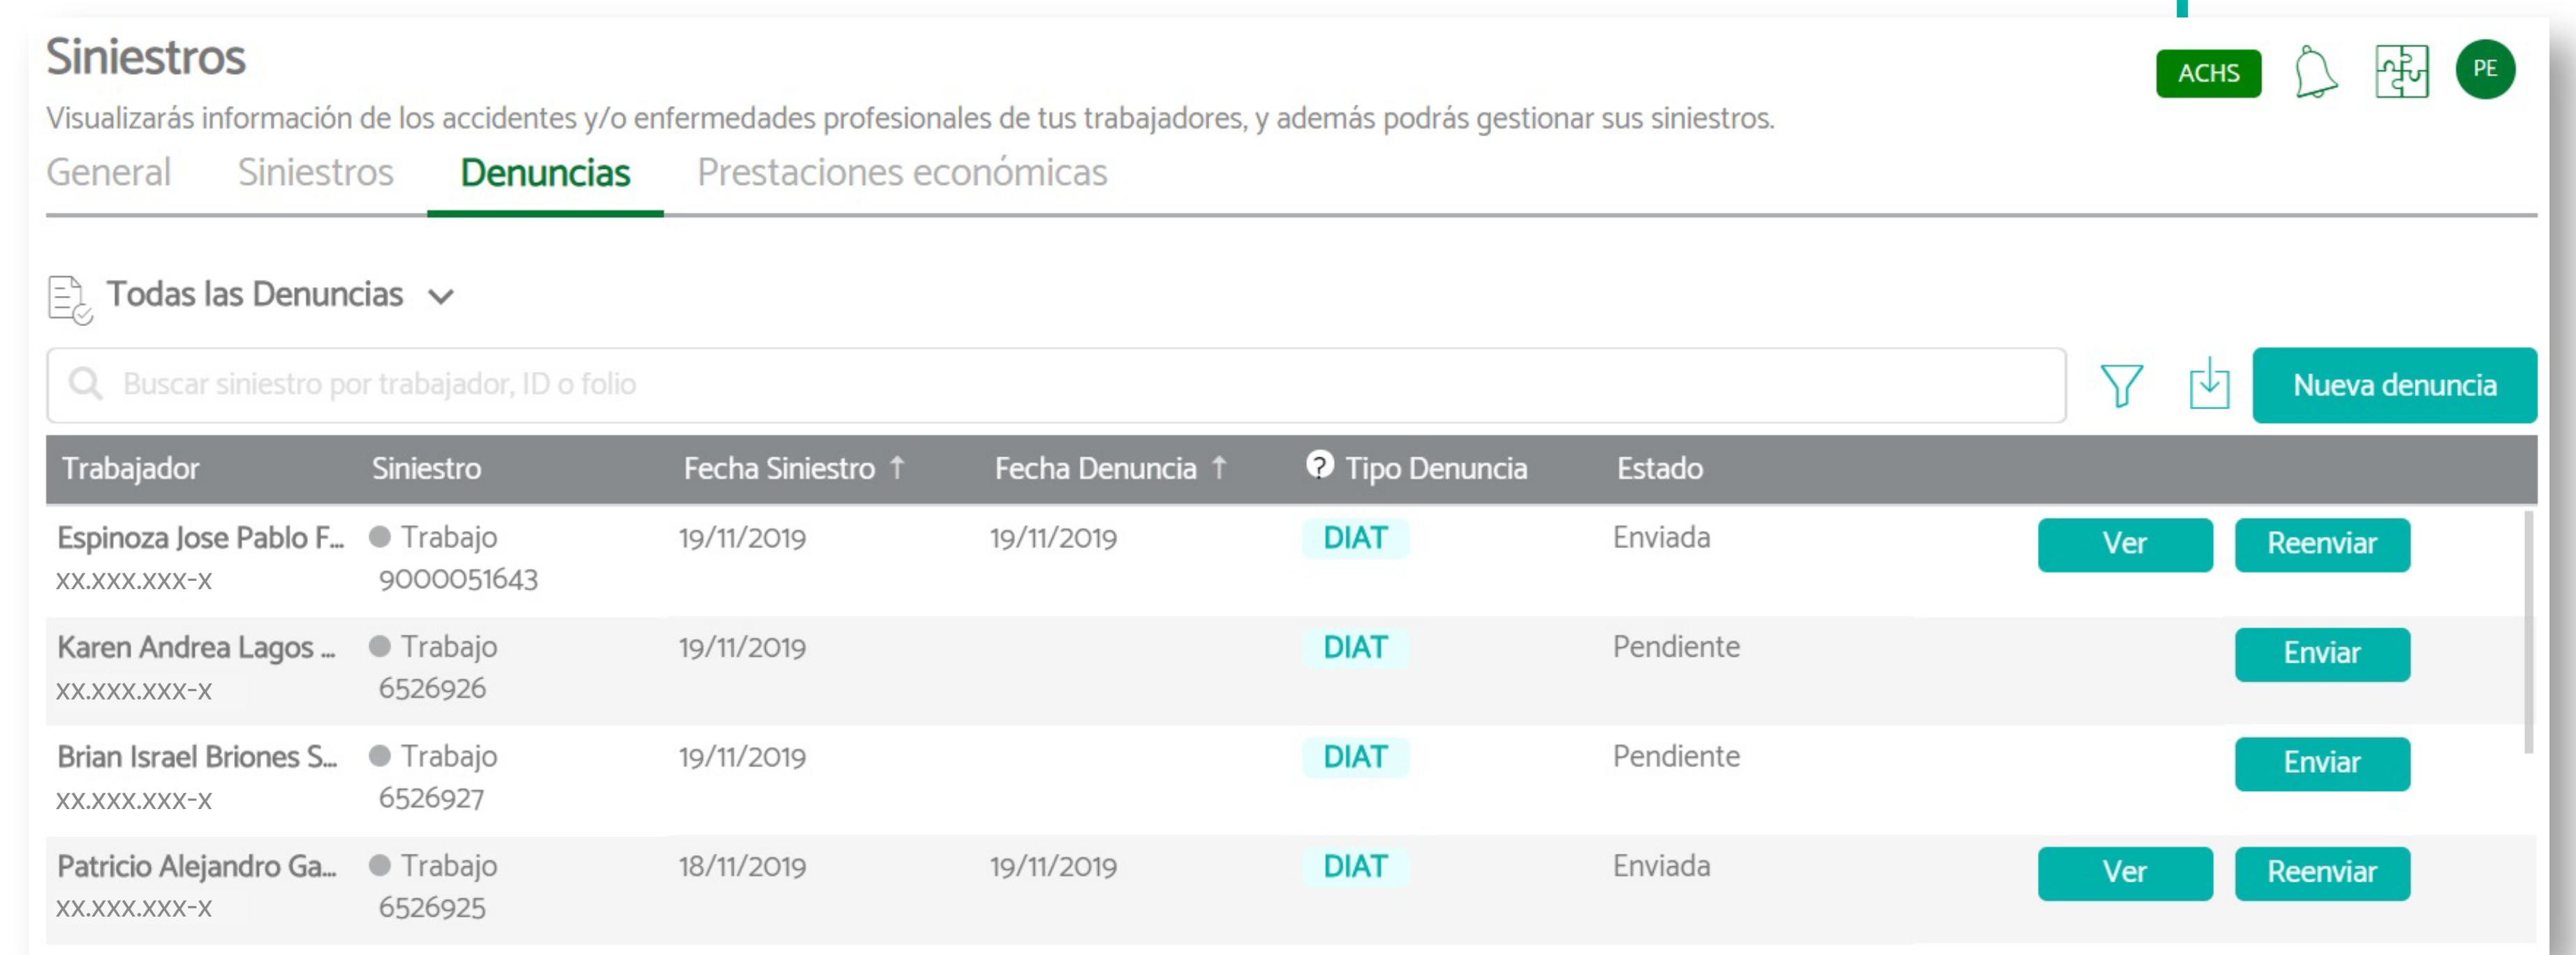 Siniestros
ACHS
PE
Visualizarás información de los accidentes y/o enfermedades profesionales de tus trabajadores, y además podrás gestionar sus siniestros.
General Siniestros Denuncias Prestaciones económicas
Todas las Denuncias
Buscar siniestro por trabajador, ID o folio
Nueva denuncia
Trabajador Siniestro Fecha Siniestro ↑ Fecha Denuncia ↑ ? Tipo Denuncia Estado
Espinoza Jose Pablo F... Trabajo 19/11/2019 19/11/2019 DIAT Enviada Ver Reenviar
xx.xxx.xxx-x 9000051643
Karen Andrea Lagos ... Trabajo 19/11/2019 DIAT Pendiente Enviar
xx.xxx.xxx-x 6526926
Brian Israel Briones S... Trabajo 19/11/2019 DIAT Pendiente Enviar
xx.xxx.xxx-x 6526927
Patricio Alejandro Ga... Trabajo 18/11/2019 19/11/2019 DIAT Enviada Ver Reenviar
xx.xxx.xxx-x 6526925